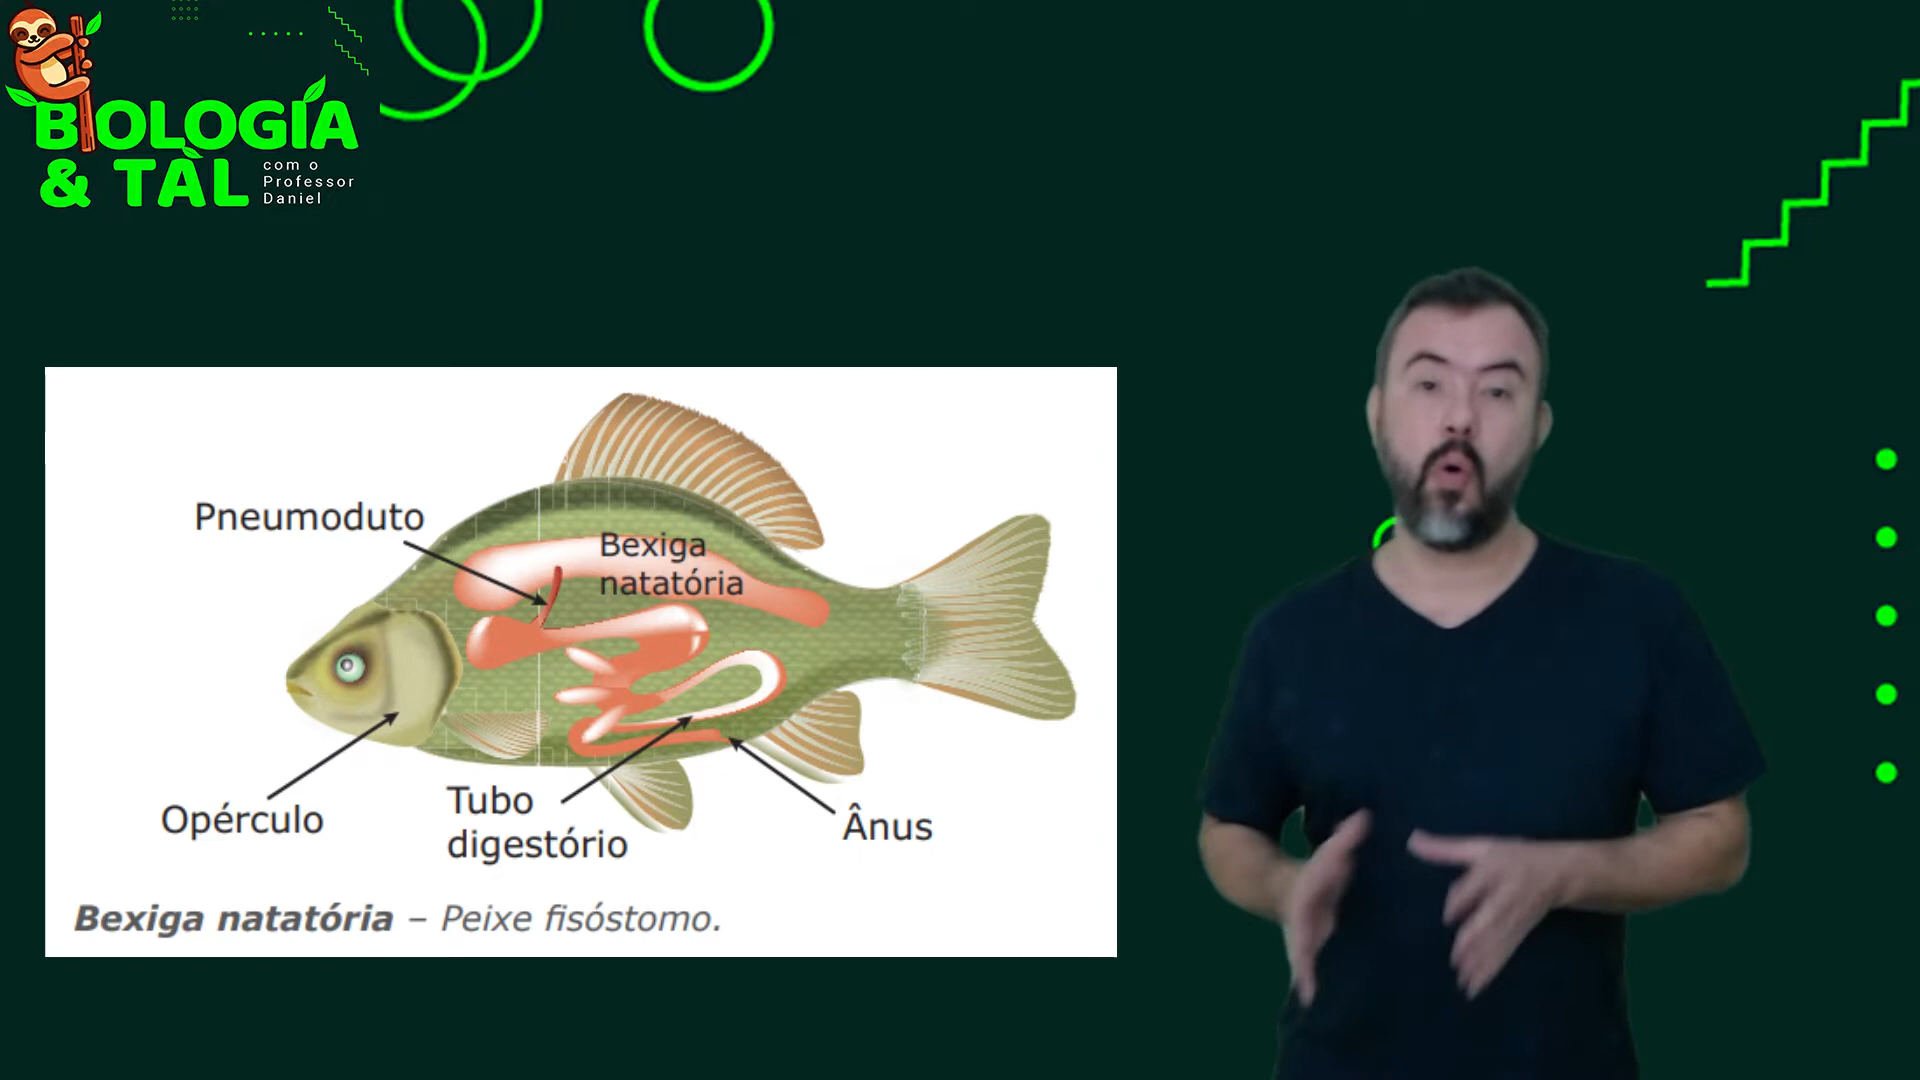 BIOLOGIA
& TAL
com o
Professor
Daniel
Pneumoduto
Bexiga
natatória
Opérculo
Tubo
digestório
Ânus
Bexiga natatória – Peixe fisóstomo.